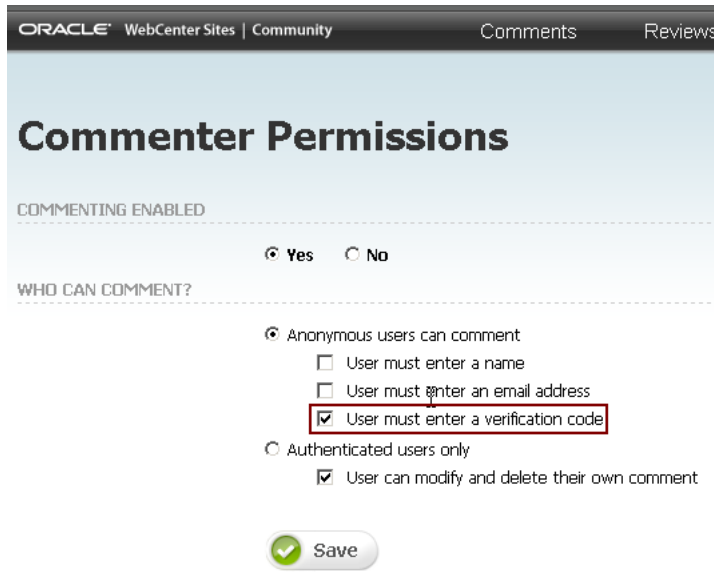 ORACLE WebCenter Sites | Community Comments Reviews
Commenter Permissions
COMMENTING ENABLED
Yes No
WHO CAN COMMENT?
Anonymous users can comment
User must enter a name
User must enter an email address
User must enter a verification code
Authenticated users only
User can modify and delete their own comment
Save